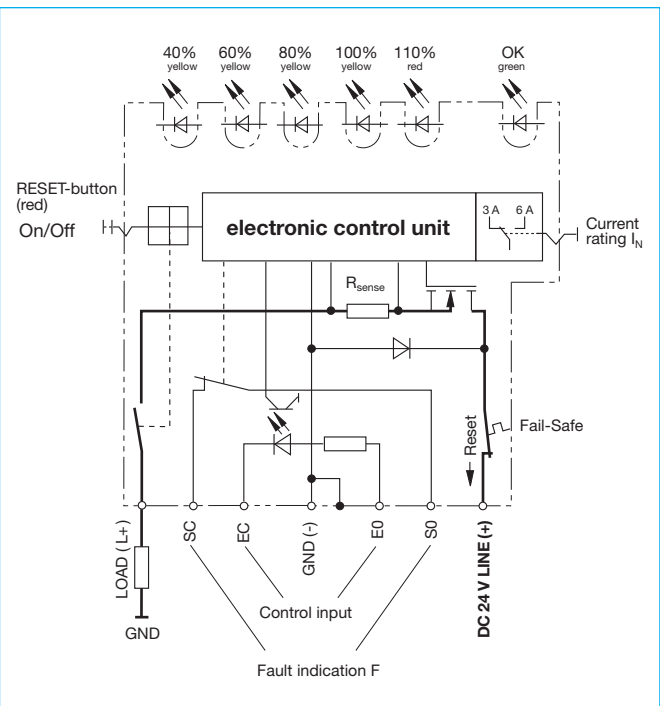 40% 60% 80% 100% 110% OK
yellow yellow yellow yellow red green
RESET-button
(red)
On/Off
electronic control unit
3 A 6 A
Current
rating I_N
R_sense
Reset
Fail-Safe
LOAD ( L+)
SC
EC
GND (-)
E0
S0
DC 24 V LINE (+)
Control input
GND
Fault indication F